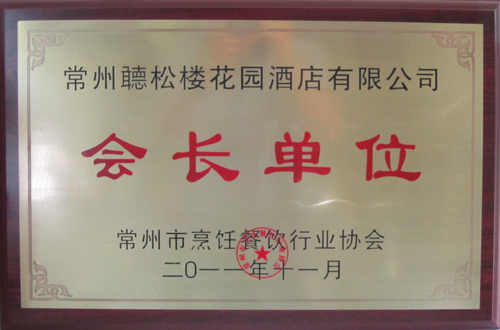 常州聽松楼花园酒店有限公司
会长单位
常州市烹饪餐饮行业协会
二〇一一年十一月